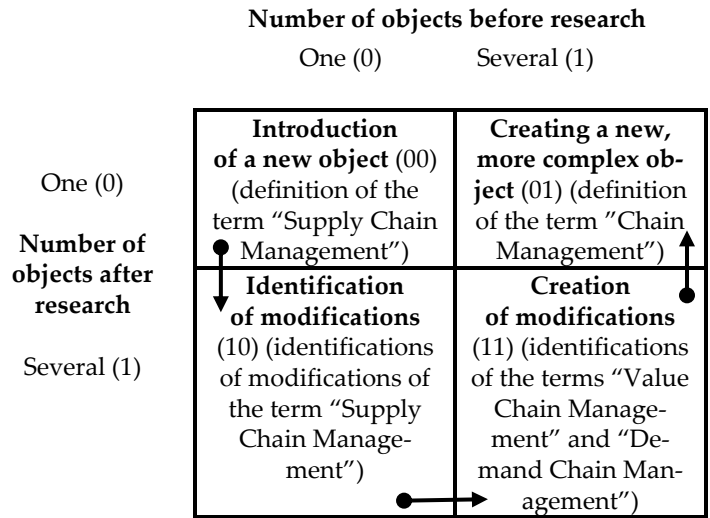 Number of objects before research
One (0)
Several (1)
One (0)
Number of
objects after
research
Several (1)
Introduction
of a new object (00)
(definition of the
term “Supply Chain
Management”)
Creating a new,
more complex ob-
ject (01) (definition
of the term ”Chain
Management”)
Identification
of modifications
(10) (identifications
of modifications of
the term “Supply
Chain Manage-
ment”)
Creation
of modifications
(11) (identifications
of the terms “Value
Chain Manage-
ment” and “De-
mand Chain Man-
agement”)